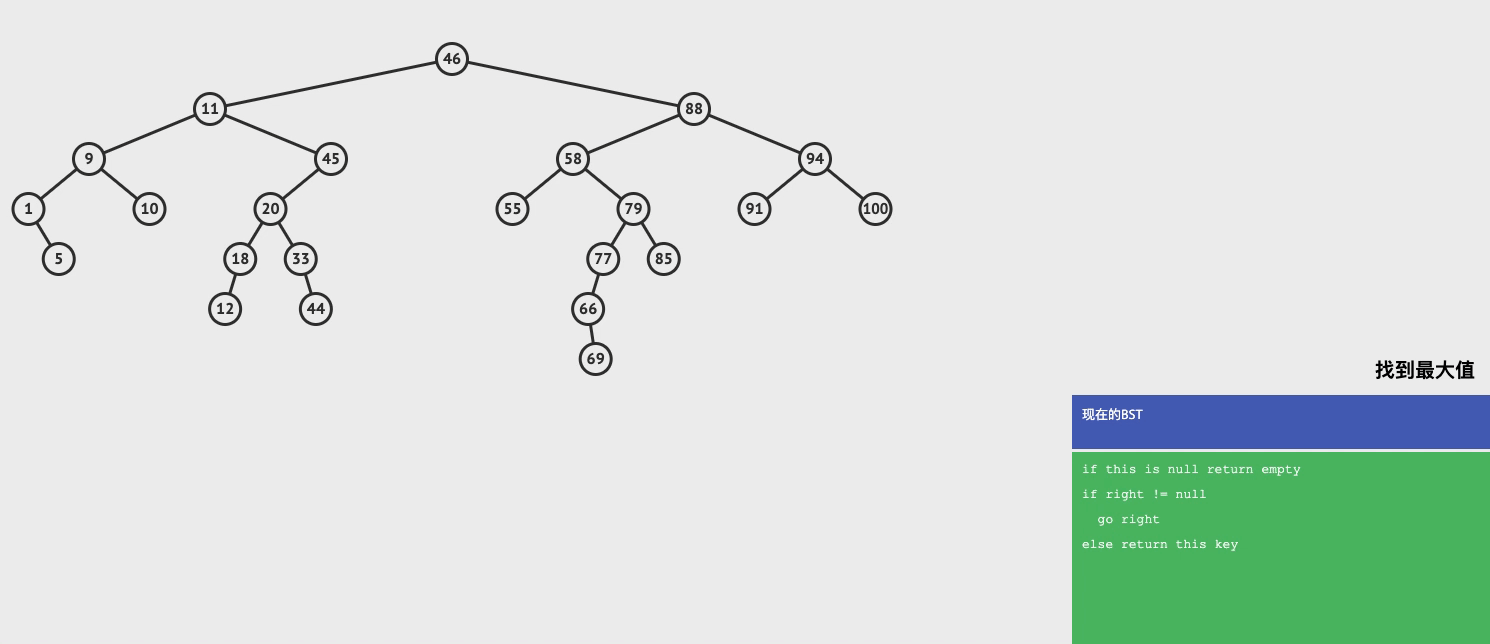 46
11 88
9 45 58 94
1 10 20 55 79 91 100
5 18 33 77 85
12 44 66
69
找到最大值
现在的BST
if this is null return empty
if right != null
go right
else return this key